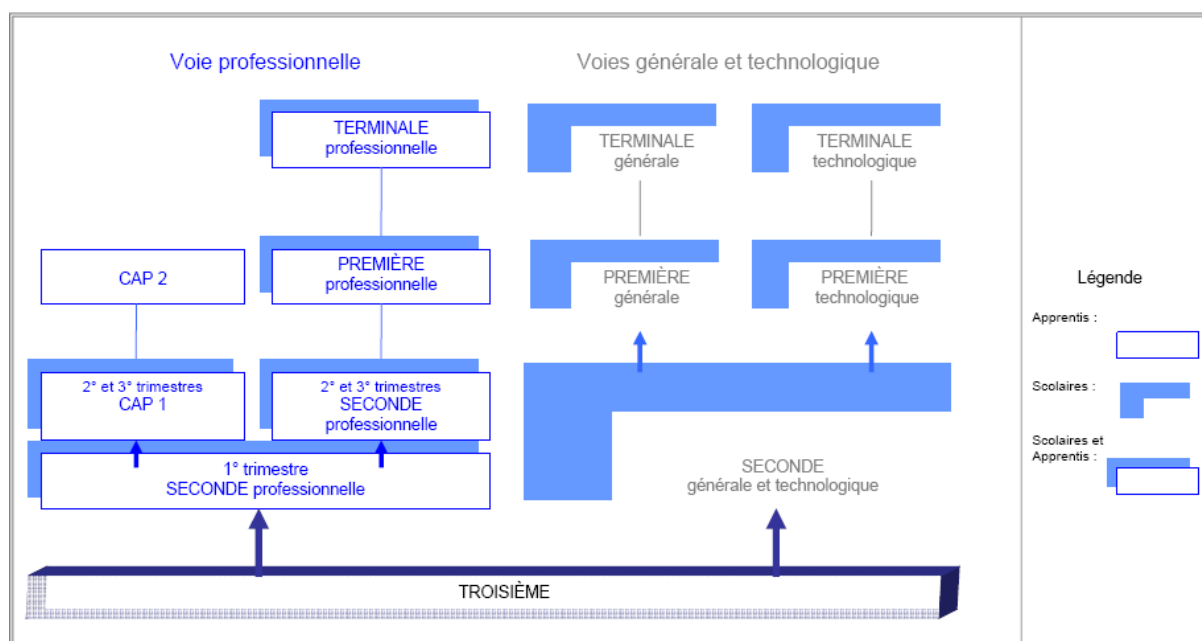 Voie professionnelle
Voies générale et technologique
TERMINALE
professionnelle
TERMINALE
générale
TERMINALE
technologique
CAP 2
PREMIÈRE
professionnelle
PREMIÈRE
générale
PREMIÈRE
technologique
2° et 3° trimestres
CAP 1
2° et 3° trimestres
SECONDE
professionnelle
1° trimestre
SECONDE professionnelle
SECONDE
générale et technologique
TROISIÈME
Légende
Apprentis :
Scolaires :
Scolaires et
Apprentis :